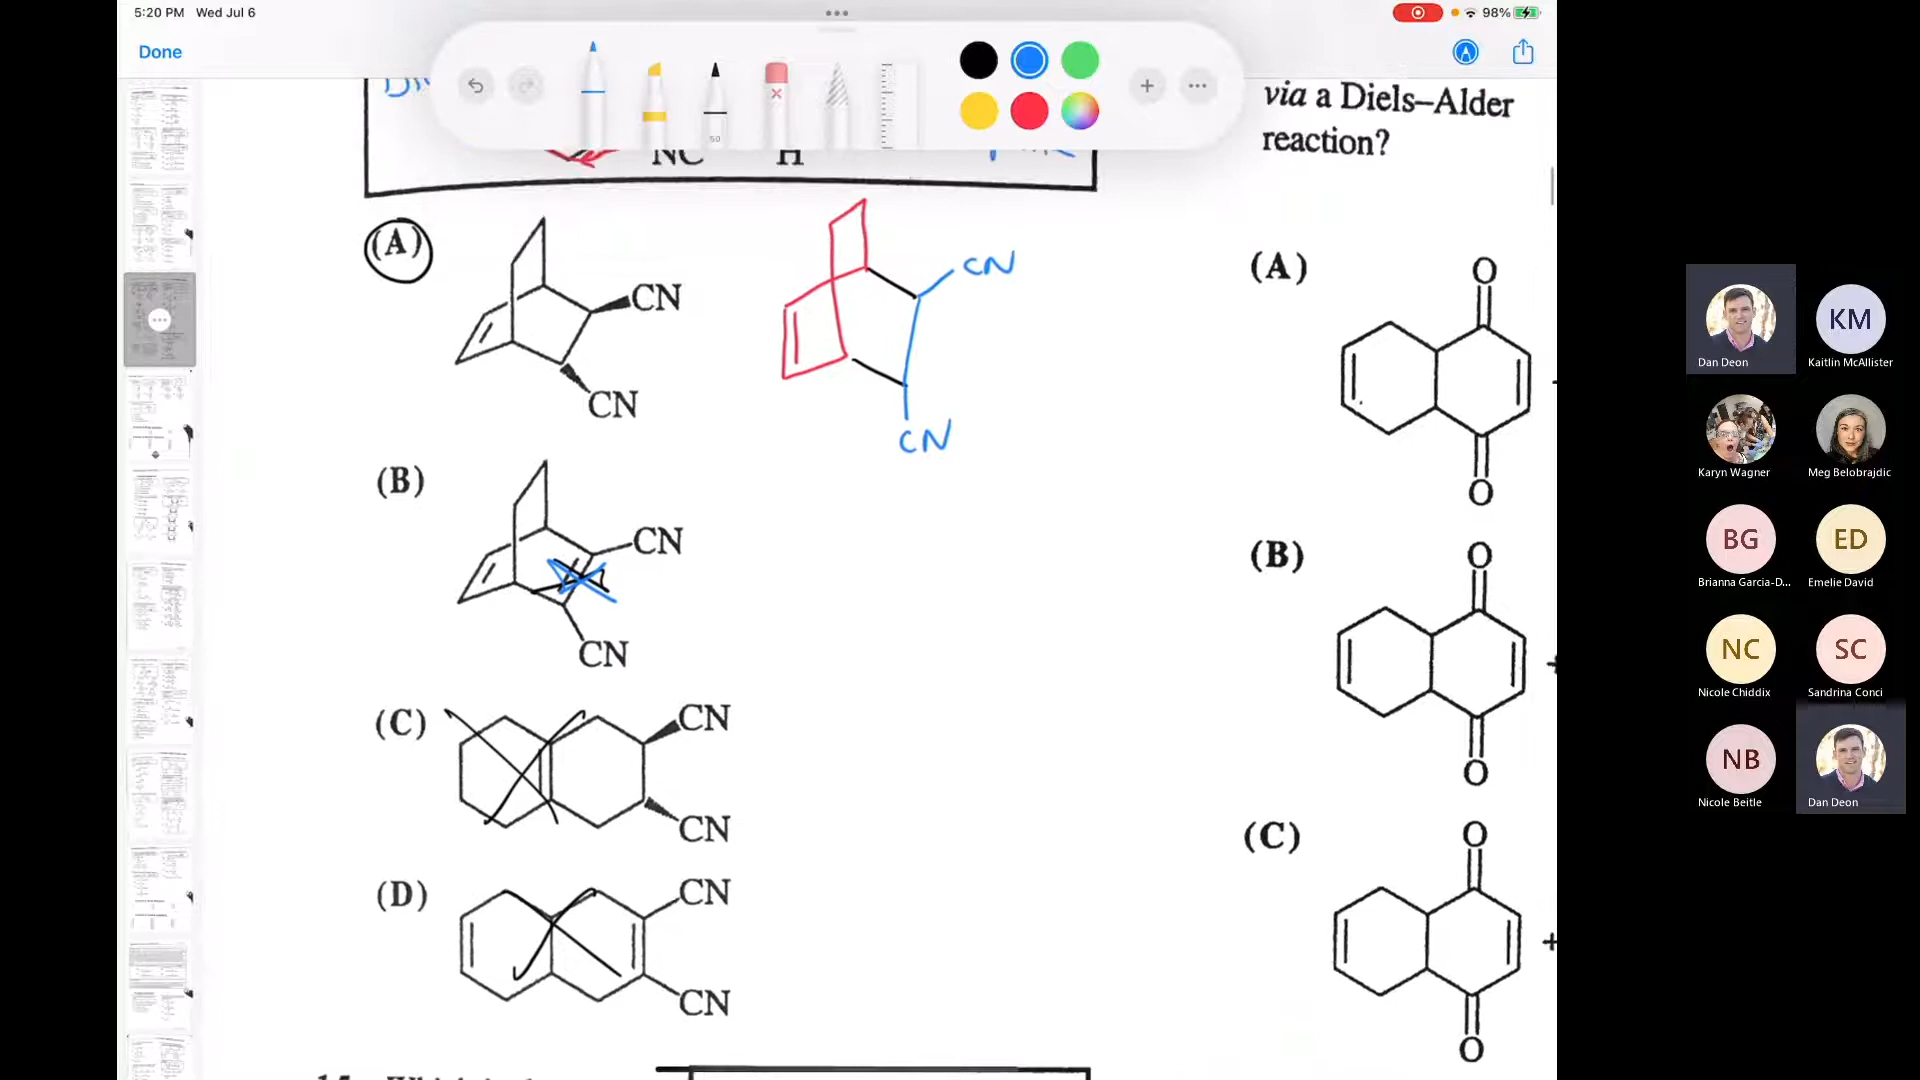 5:20 PM Wed Jul 6
98%
Done
50
NC H
via a Diels–Alder
reaction?
(A)
CN
CN
CN
CN
(B)
CN
CN
(C)
CN
CN
(D)
CN
CN
(A)
O
O
(B)
O
O
+
(C)
O
O
+
Dan Deon
KM
Kaitlin McAllister
Karyn Wagner
Meg Belobrajdic
BG
Brianna Garcia-D...
ED
Emelie David
NC
Nicole Chiddix
SC
Sandrina Conci
NB
Nicole Beitle
Dan Deon